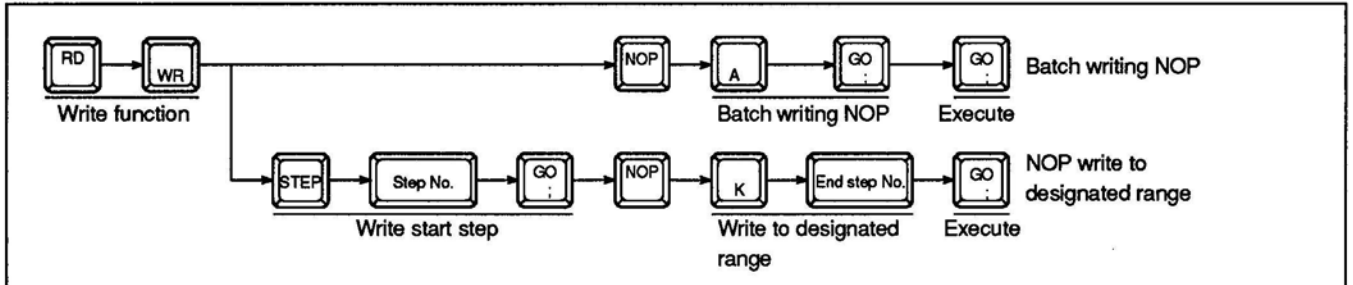 RD
WR
NOP
A
GO
;
GO
;
Batch writing NOP
Write function
Batch writing NOP
Execute
STEP
Step No.
GO
;
NOP
K
End step No.
GO
;
NOP write to
designated range
Write start step
Write to designated
range
Execute